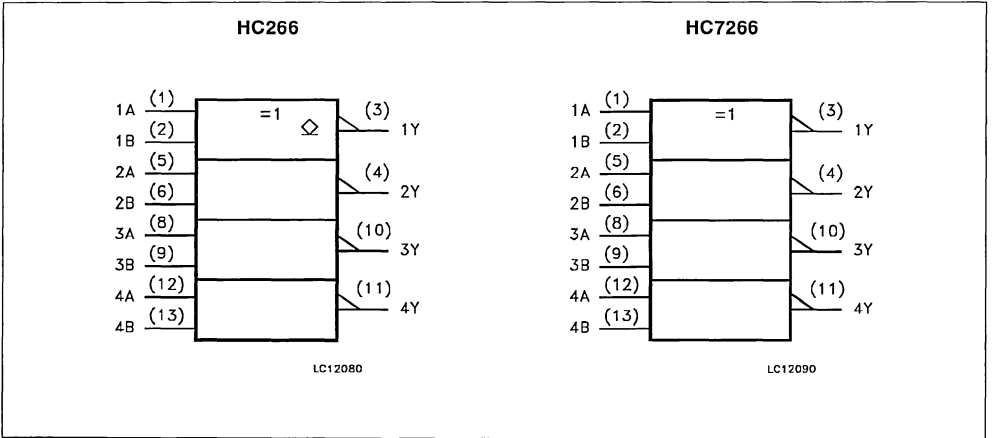 HC266
1A (1)
1B (2)
2A (5)
2B (6)
3A (8)
3B (9)
4A (12)
4B (13)
=1
(3) 1Y
(4) 2Y
(10) 3Y
(11) 4Y
LC12080
HC7266
1A (1)
1B (2)
2A (5)
2B (6)
3A (8)
3B (9)
4A (12)
4B (13)
=1
(3) 1Y
(4) 2Y
(10) 3Y
(11) 4Y
LC12090